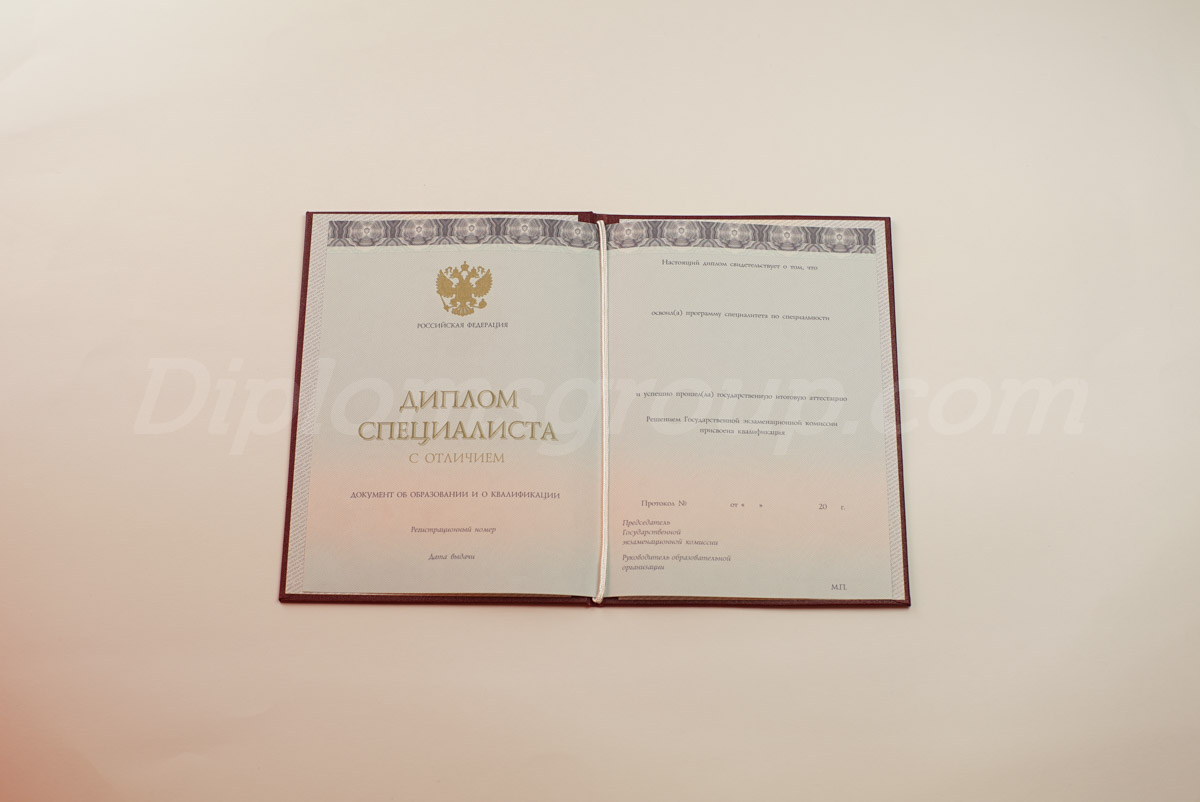 РОССИЙСКАЯ ФЕДЕРАЦИЯ
ДИПЛОМ
СПЕЦИАЛИСТА
С ОТЛИЧИЕМ
ДОКУМЕНТ ОБ ОБРАЗОВАНИИ И О КВАЛИФИКАЦИИ
Регистрационный номер
Дата выдачи
Настоящий диплом свидетельствует о том, что
освоил(а) программу специалитета по специальности
и успешно прошел(ла) государственную итоговую аттестацию
Решением Государственной экзаменационной комиссии
присвоена квалификация
Протокол № от « » 20 г.
Председатель
Государственной
экзаменационной комиссии
Руководитель образовательной
организации
М.П.
Diplomsgroup.com